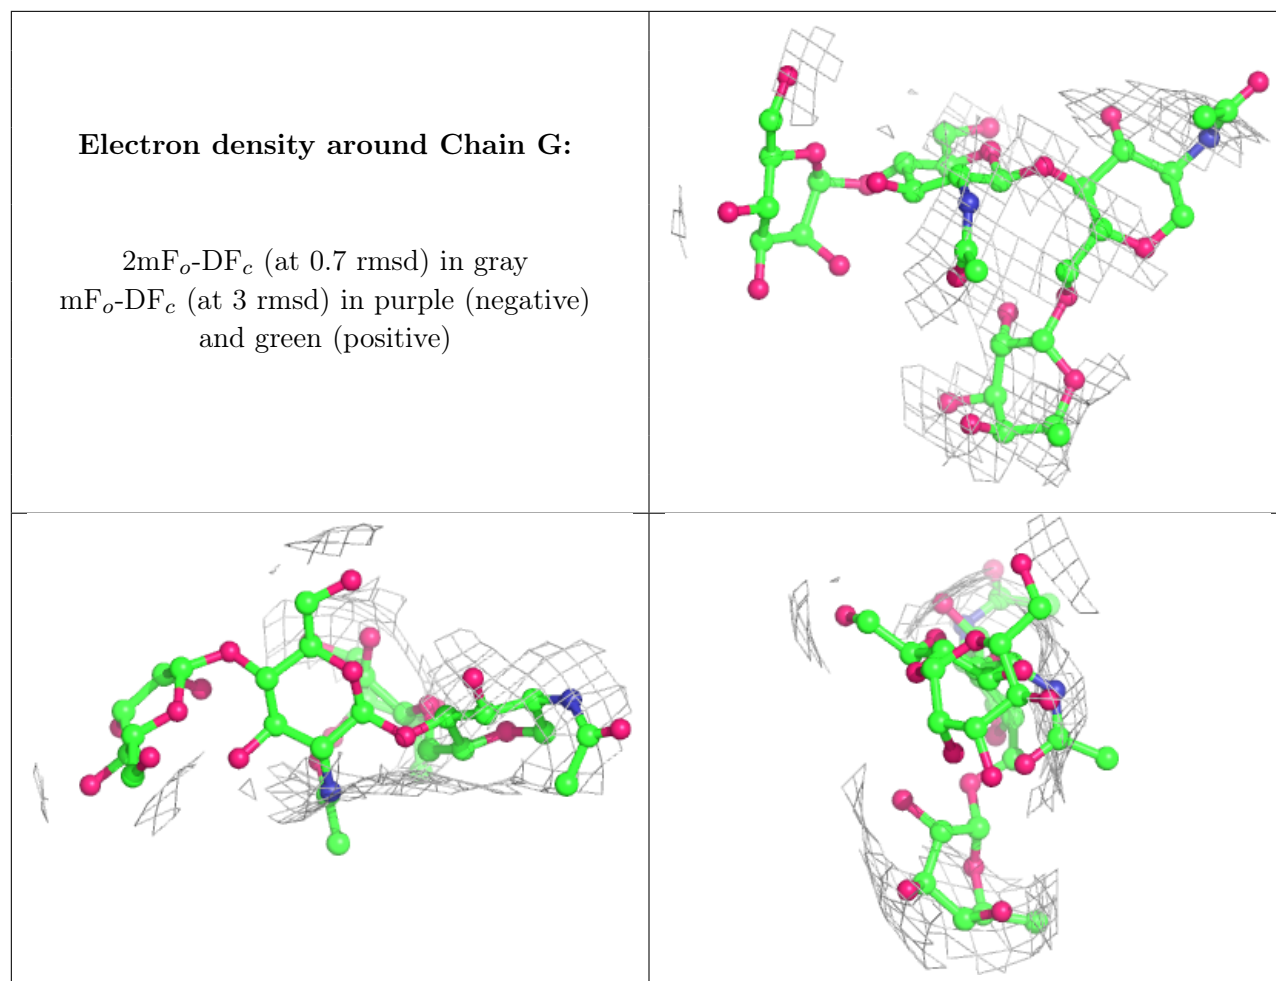 Electron density around Chain G:
2mFo-DFc (at 0.7 rmsd) in gray
mFo-DFc (at 3 rmsd) in purple (negative)
and green (positive)